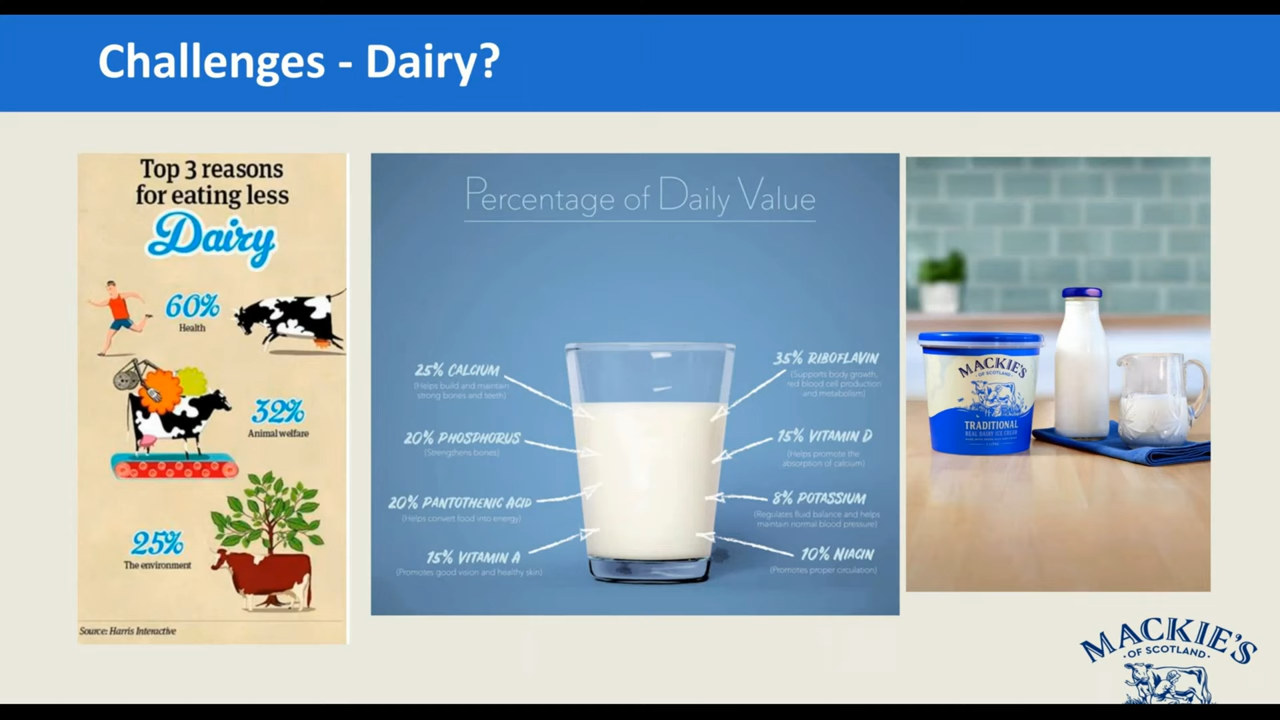 Challenges - Dairy?
Top 3 reasons
for eating less
Dairy
60%
Health
32%
Animal welfare
25%
The environment
Source: Harris Interactive
Percentage of Daily Value
25% CALCIUM
(Helps build and maintain
strong bones and teeth)
20% PHOSPHORUS
(Strengthens bones)
20% PANTOTHENIC ACID
(Helps convert food into energy)
15% VITAMIN A
(Promotes good vision and healthy skin)
35% RIBOFLAVIN
(Supports body growth,
red blood cell production
and metabolism)
15% VITAMIN D
(Helps promote the
absorption of calcium)
8% POTASSIUM
(Regulates fluid balance and helps
maintain normal blood pressure)
10% NIACIN
(Promotes proper circulation)
MACKIE'S
OF SCOTLAND
TRADITIONAL
REAL DAIRY ICE CREAM
MACKIE'S
·OF SCOTLAND·